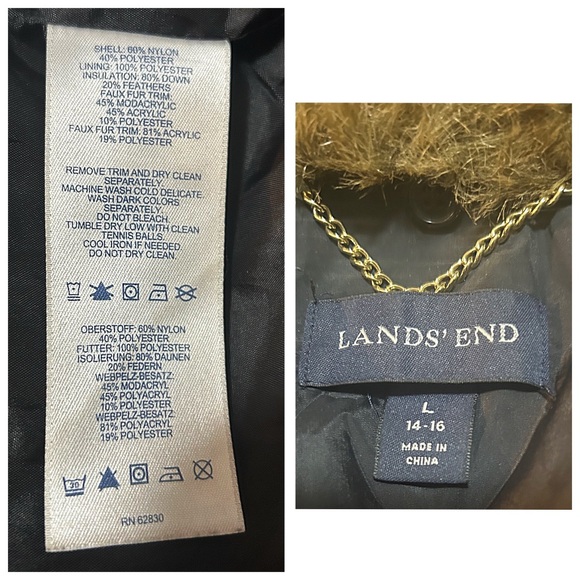 SHELL: 60% NYLON
40% POLYESTER
LINING: 100% POLYESTER
INSULATION: 80% DOWN
20% FEATHERS
FAUX FUR TRIM:
45% MODACRYLIC
45% ACRYLIC
10% POLYESTER
FAUX FUR TRIM: 81% ACRYLIC
19% POLYESTER
REMOVE TRIM AND DRY CLEAN
SEPARATELY.
MACHINE WASH COLD DELICATE.
WASH DARK COLORS
SEPARATELY.
DO NOT BLEACH.
TUMBLE DRY LOW WITH CLEAN
TENNIS BALLS.
COOL IRON IF NEEDED.
DO NOT DRY CLEAN.
OBERSTOFF: 60% NYLON
40% POLYESTER
FUTTER: 100% POLYESTER
ISOLIERUNG: 80% DAUNEN
20% FEDERN
WEBPELZ-BESATZ:
45% MODACRYL
45% POLYACRYL
10% POLYESTER
WEBPELZ-BESATZ:
81% POLYACRYL
19% POLYESTER
30
RN 62830
LANDS' END
L
14-16
MADE IN
CHINA